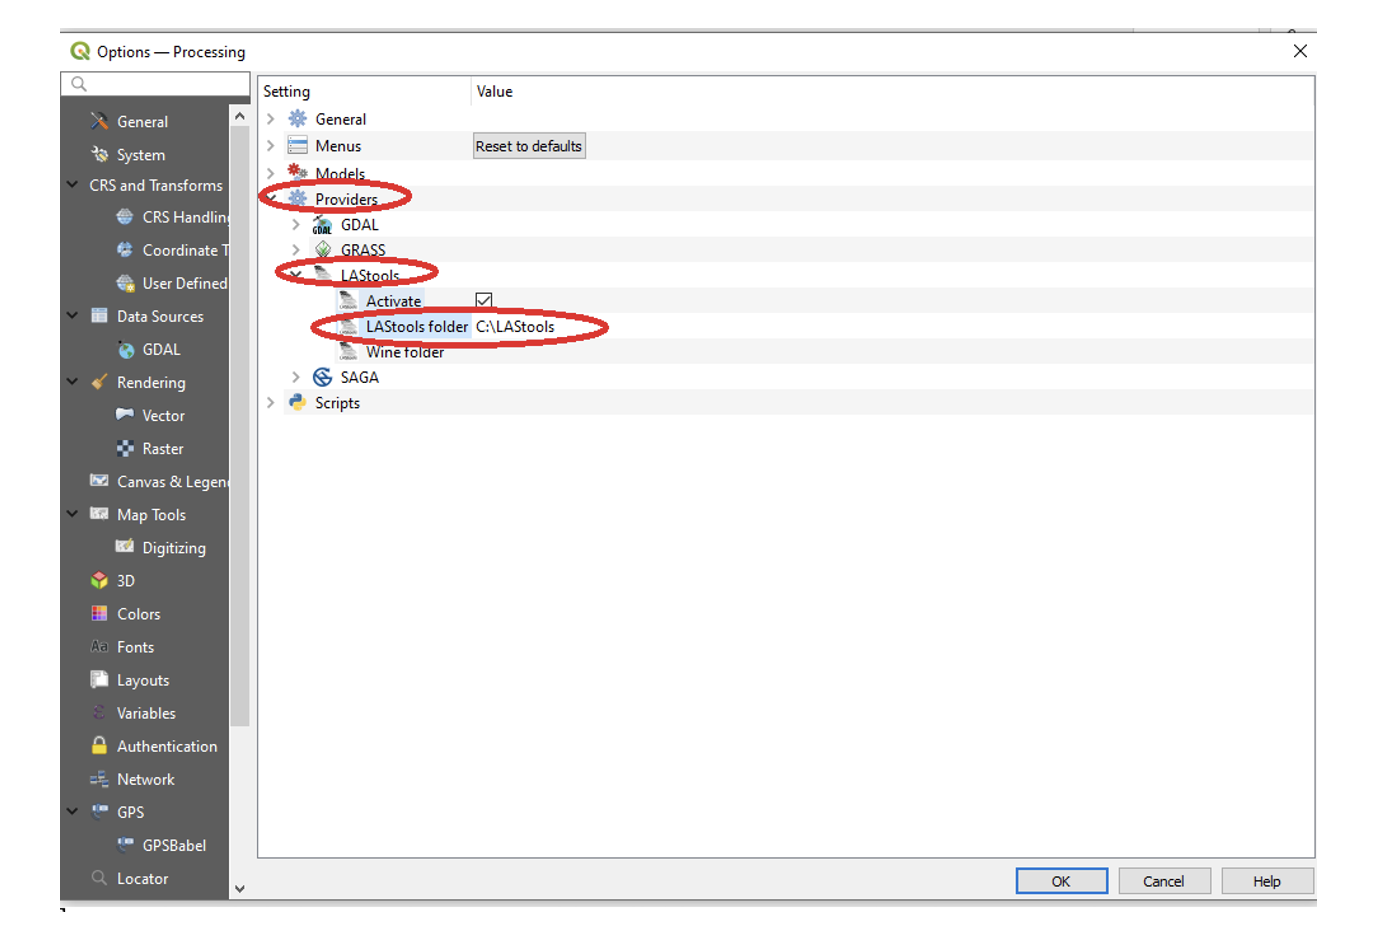 Options — Processing
Setting Value
General
Menus Reset to defaults
Models
Providers
GDAL
GRASS
LAStools
Activate
LAStools folder C:\LAStools
Wine folder
SAGA
Scripts
General
System
CRS and Transforms
CRS Handling
Coordinate T
User Defined
Data Sources
GDAL
Rendering
Vector
Raster
Canvas & Legen
Map Tools
Digitizing
3D
Colors
Fonts
Layouts
Variables
Authentication
Network
GPS
GPSBabel
Locator
OK Cancel Help